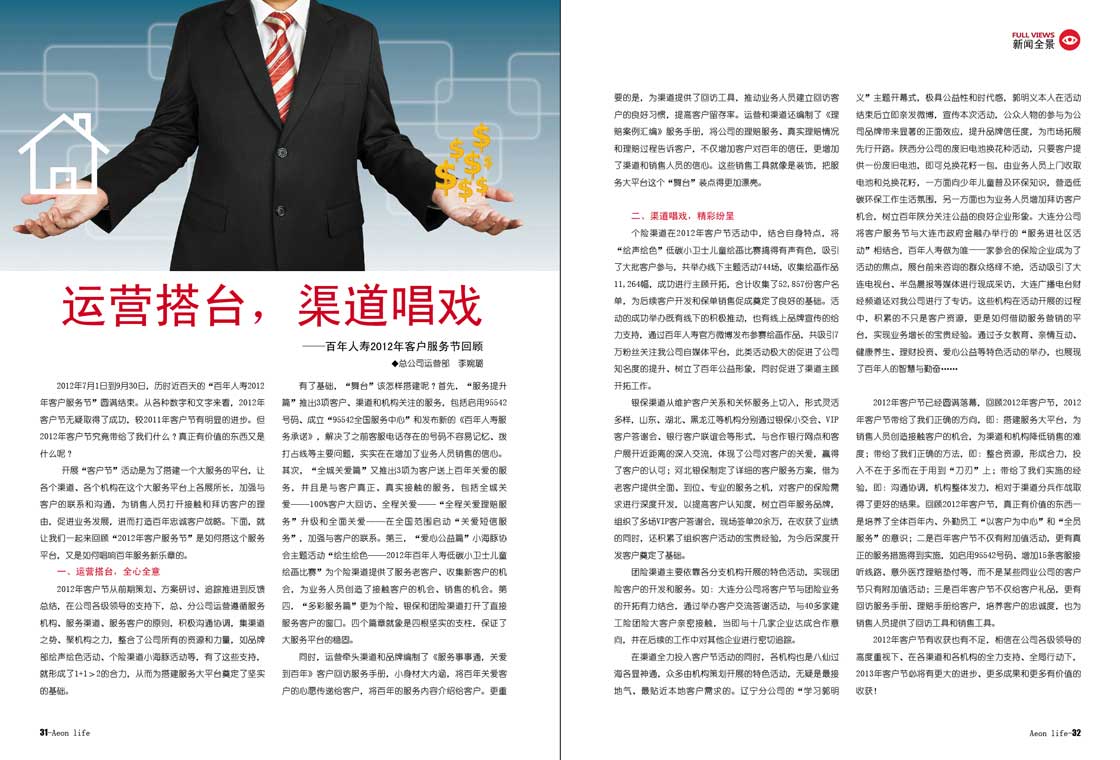 运营搭台，渠道唱戏
——百年人寿2012年客户服务节回顾
◆总公司运营部 李婉璐
2012年7月1日到9月30日，历时近百天的“百年人寿2012
年客户服务节”圆满结束。从各种数字和文字来看，2012年
客户节无疑取得了成功，较2011年客户节有明显的进步。但
2012年客户节究竟带给了我们什么？真正有价值的东西又是
什么呢？
开展“客户节”活动是为了搭建一个大服务的平台，让
各个渠道、各个机构在这个大服务平台上各展所长，加强与
客户的联系和沟通，为销售人员打开接触和拜访客户的理
由，促进业务发展，进而打造百年忠诚客户战略。下面，就
让我们一起来回顾“2012年客户服务节”是如何搭这个服务
平台，又是如何唱响百年服务新乐章的。
一、运营搭台，全心全意
2012年客户节从前期策划、方案研讨、追踪推进到反馈
总结，在公司各级领导的支持下，总、分公司运营遵循服务
机构、服务渠道、服务客户的原则，积极沟通协调，集渠道
之势、聚机构之力，整合了公司所有的资源和力量，如品牌
部绘声绘色活动、个险渠道小海豚活动等，有了这些支持，
就形成了1+1＞2的合力，从而为搭建服务大平台奠定了坚实
的基础。
有了基础，“舞台”该怎样搭建呢？首先，“服务提升
篇”推出3项客户、渠道和机构关注的服务，包括启用95542
号码、成立“95542全国服务中心”和发布新的《百年人寿服
务承诺》，解决了之前客服电话存在的号码不容易记忆、拨
打占线等主要问题，实实在在增加了业务人员销售的信心。
其次，“全城关爱篇”又推出3项为客户送上百年关爱的服
务，并且是与客户真正、真实接触的服务，包括全城关
爱——100%客户大回访、全程关爱——“全程关爱理赔服
务”升级和全面关爱——在全国范围启动“关爱短信服
务”，加强与客户的联系。第三，“爱心公益篇”小海豚协
会主题活动“绘生绘色——2012年百年人寿低碳小卫士儿童
绘画比赛”为个险渠道提供了服务老客户、收集新客户的机
会，为业务人员创造了接触客户的机会、销售的机会。第
四，“多彩服务篇”更为个险、银保和团险渠道打开了直接
服务客户的窗口。四个篇章就象是四根坚实的支柱，保证了
大服务平台的稳固。
同时，运营牵头渠道和品牌编制了《服务事事通，关爱
到百年》客户回访服务手册，小身材大内涵，将百年关爱客
户的心愿传递给客户，将百年的服务内容介绍给客户。更重
31-Aeon life
FULL VIEWS
新闻全景
要的是，为渠道提供了回访工具，推动业务人员建立回访客
户的良好习惯，提高客户留存率。运营和渠道还编制了《理
赔案例汇编》服务手册，将公司的理赔服务、真实理赔情况
和理赔过程告诉客户，不仅增加客户对百年的信任，更增加
了渠道和销售人员的信心。这些销售工具就像是装饰，把服
务大平台这个“舞台”装点得更加漂亮。
二、渠道唱戏，精彩纷呈
个险渠道在2012年客户节活动中，结合自身特点，将
“绘声绘色”低碳小卫士儿童绘画比赛搞得有声有色，吸引
了大批客户参与，共举办线下主题活动744场，收集绘画作品
11,264幅，成功进行主顾开拓，合计收集了52,857份客户名
单，为后续客户开发和保单销售促成奠定了良好的基础。活
动的成功举办既有线下的积极推动，也有线上品牌宣传的给
力支持，通过百年人寿官方微博发布参赛绘画作品，共吸引7
万粉丝关注我公司自媒体平台，此类活动极大的促进了公司
知名度的提升、树立了百年公益形象，同时促进了渠道主顾
开拓工作。
银保渠道从维护客户关系和关怀服务上切入，形式灵活
多样，山东、湖北、黑龙江等机构分别通过银保小交会、VIP
客户答谢会，银行客户联谊会等形式，与合作银行网点和客
户展开近距离的深入交流，体现了公司对客户的关爱，赢得
了客户的认可；河北银保制定了详细的客户服务方案，做为
老客户提供全面，到位，专业的服务之机，对客户的保险需
求进行深度开发，以提高客户认知度，树立百年服务品牌，
组织了多场VIP客户答谢会，现场签单20余万，在收获了业绩
的同时，还积累了组织客户活动的宝贵经验，为今后深度开
发客户奠定了基础。
团险渠道主要依靠各分支机构开展的特色活动，实现团
险客户的开发和服务。如：大连分公司将客户节与团险业务
的开拓有力结合，通过举办客户交流答谢活动，与40多家建
工险团险大客户亲密接触，当即与十几家企业达成合作意
向，并在后续的工作中对其他企业进行密切追踪。
在渠道全力投入客户节活动的同时，各机构也是八仙过
海各显神通，众多由机构策划开展的特色活动，无疑是最接
地气，最贴近本地客户需求的。辽宁分公司的“学习郭明
义”主题开幕式，极具公益性和时代感，郭明义本人在活动
结束后立即亲发微博，宣传本次活动，公众人物的参与为公
司品牌带来显著的正面效应，提升品牌信任度，为市场拓展
先行开路。陕西分公司的废旧电池换花种活动，只要客户提
供一份废旧电池，即可兑换花籽一包，由业务人员上门收取
电池和兑换花籽，一方面向少年儿童普及环保知识，营造低
碳环保工作生活氛围，另一方面也为业务人员增加拜访客户
机会，树立百年陕分关注公益的良好企业形象。大连分公司
将客户服务节与大连市政府金融办举行的“服务进社区活
动”相结合，百年人寿做为唯一一家参会的保险企业成为了
活动的焦点，展台前来咨询的群众络绎不绝，活动吸引了大
连电视台、半岛晨报等媒体进行现成采访，大连广播电台财
经频道还对我公司进行了专访。这些机构在活动开展的过程
中，积累的不只是客户资源，更是如何借助服务营销的平
台，实现业务增长的宝贵经验。通过子女教育、亲情互动、
健康养生、理财投资、爱心公益等特色活动的举办，也展现
了百年人的智慧与勤奋……
2012年客户节已经圆满落幕，回顾2012年客户节，2012
年客户节带给了我们正确的方向，即：搭建服务大平台，为
销售人员创造接触客户的机会，为渠道和机构降低销售的难
度；带给了我们正确的方法，即：整合资源，形成合力，投
入不在于多而在于用到“刀刃”上；带给了我们实施的经
验，即：沟通协调，机构整体发力，相对于渠道分兵作战取
得了更好的结果。回顾2012年客户节，真正有价值的东西一
是培养了全体百年内、外勤员工“以客户为中心”和“全员
服务”的意识；二是百年客户节不仅有附加值活动，更有真
正的服务措施得到实施，如启用95542号码、增加15条客服接
听线路、意外医疗理赔垫付等，而不是某些同业公司的客户
节只有附加值活动；三是百年客户节不仅给客户礼品，更有
回访服务手册、理赔手册给客户，培养客户的忠诚度，也为
销售人员提供了回访工具和销售工具。
2012年客户节有收获也有不足，相信在公司各级领导的
高度重视下、在各渠道和各机构的全力支持、全局行动下，
2013年客户节必将有更大的进步、更多成果和更多有价值的
收获！
Aeon life-32